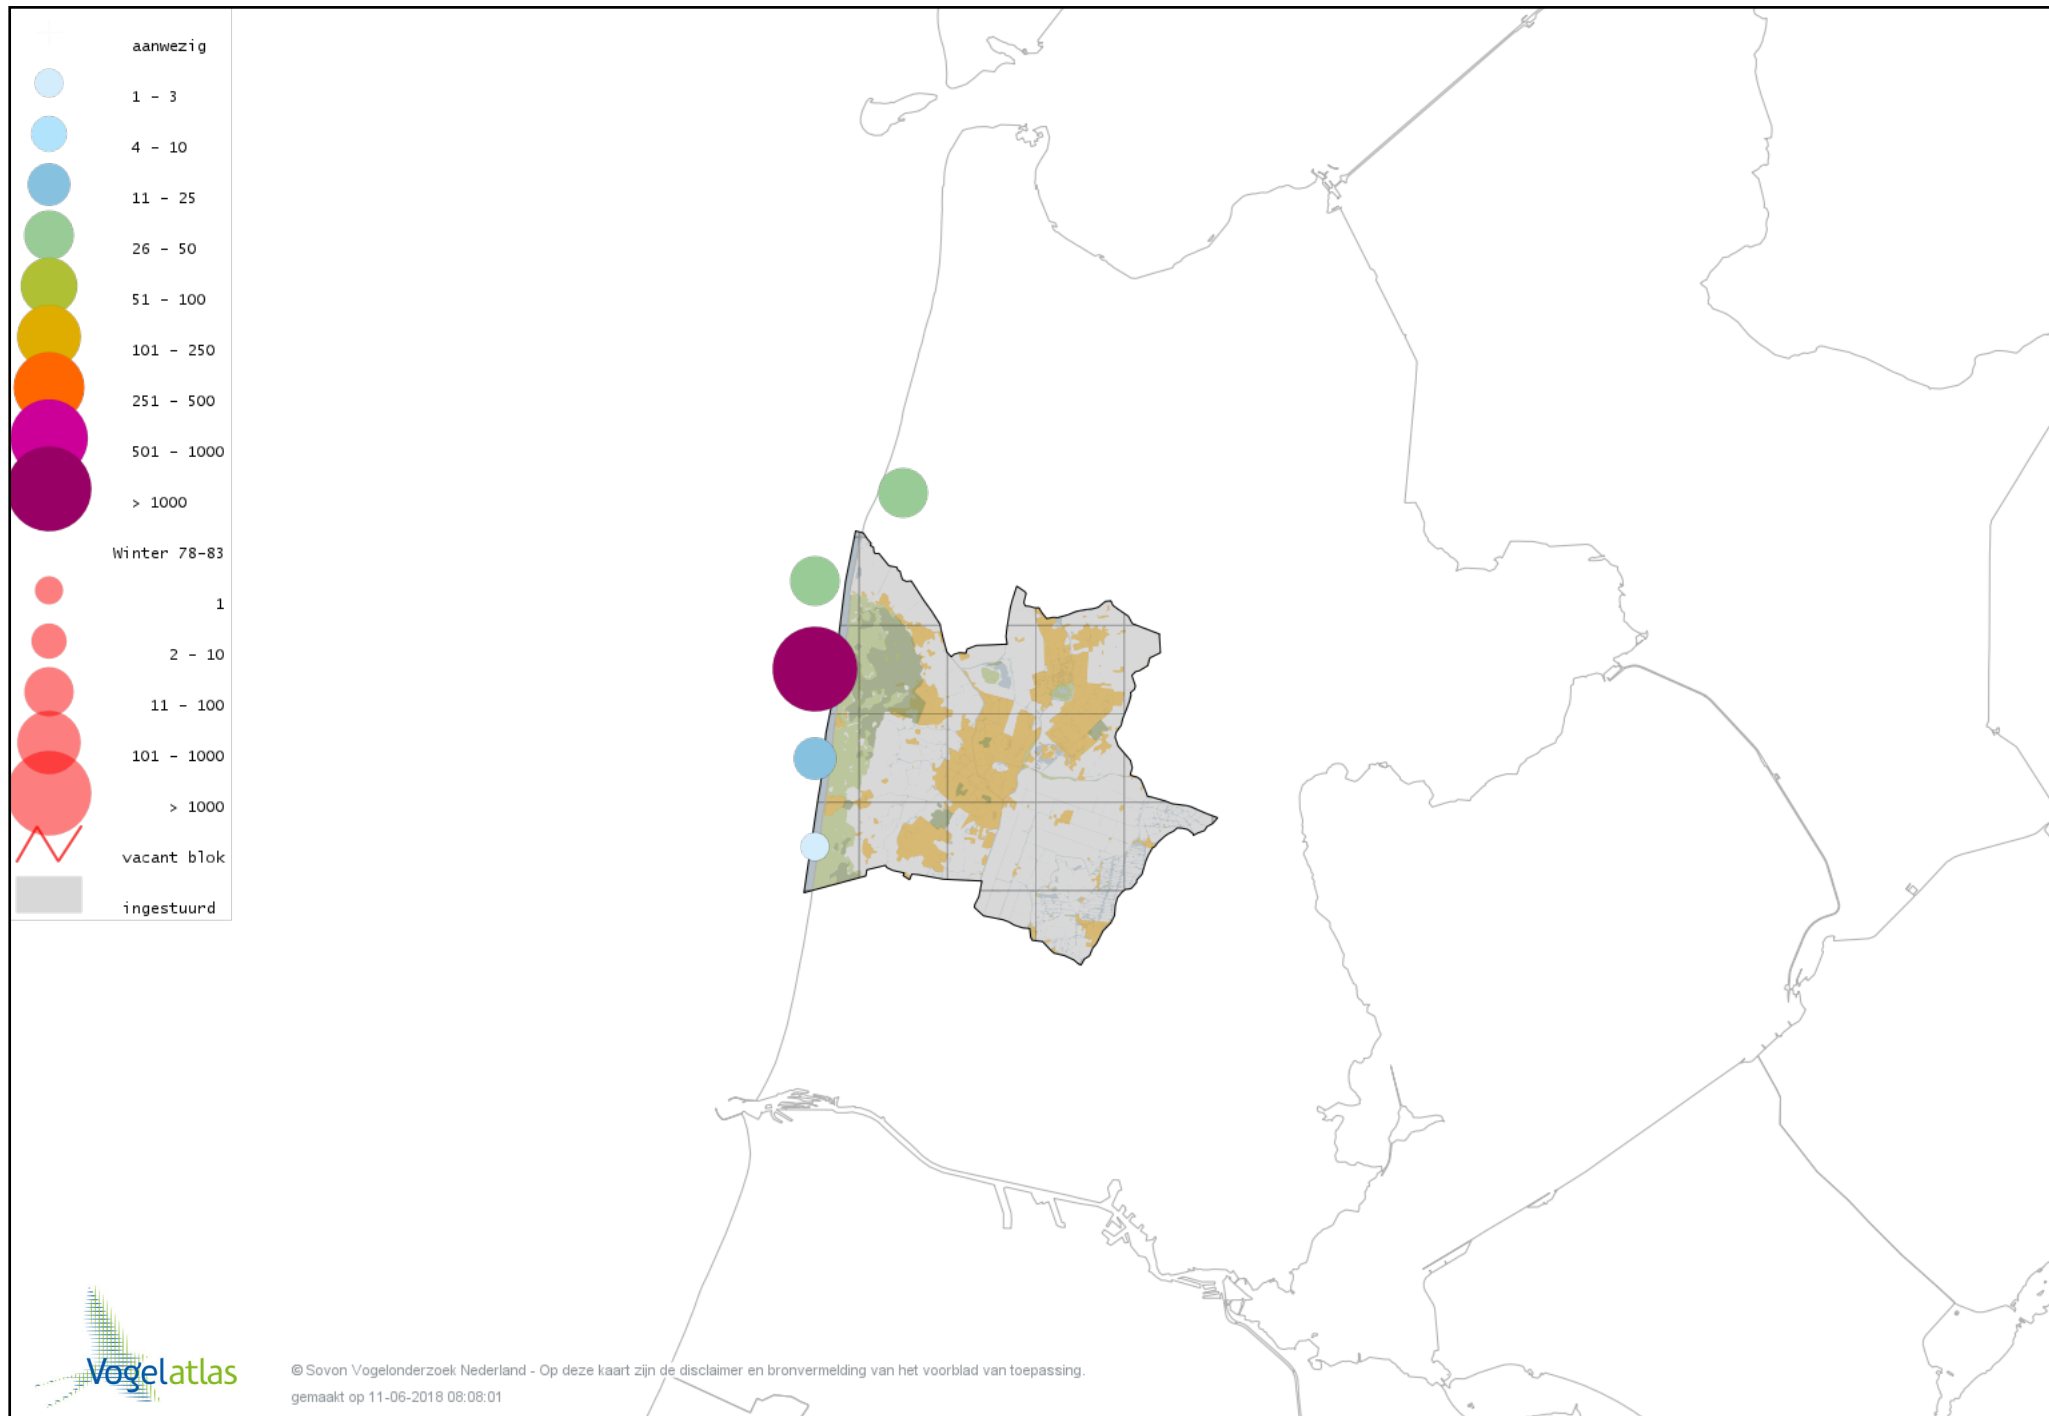 aanwezig
1 - 3
4 - 10
11 - 25
26 - 50
51 - 100
101 - 250
251 - 500
501 - 1000
> 1000
Winter 78-83
1
2 - 10
11 - 100
101 - 1000
> 1000
vacant blok
ingestuurd
Vogelatlas
© Sovon Vogelonderzoek Nederland - Op deze kaart zijn de disclaimer en bronvermelding van het voorblad van toepassing.
gemaakt op 11-06-2018 08:08:01